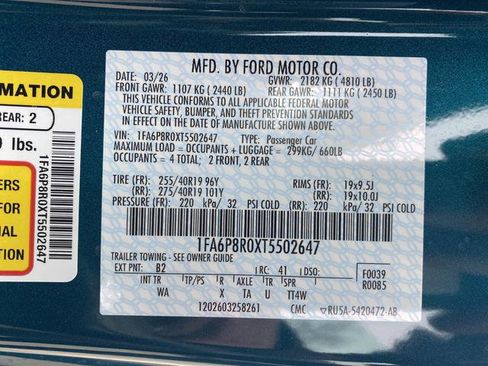 MFD. BY FORD MOTOR CO.
DATE: 03/26 GVWR: 2182 KG ( 4810 LB)
FRONT GAWR: 1107 KG ( 2440 LB) REAR GAWR: 1111 KG ( 2450 LB)
THIS VEHICLE CONFORMS TO ALL APPLICABLE FEDERAL MOTOR
VEHICLE SAFETY, BUMPER, AND THEFT PREVENTION STANDARDS IN
EFFECT ON THE DATE OF MANUFACTURE SHOWN ABOVE.
VIN: 1FA6P8R0XT5502647 TYPE: Passenger Car
MAXIMUM LOAD = OCCUPANTS + LUGGAGE = 299KG/ 660LB
OCCUPANTS = 4 TOTAL; 2 FRONT, 2 REAR
TIRE (FR): 255/40R19 96Y RIMS (FR): 19x9.5J
(RR): 275/40R19 101Y (RR): 19x10.0J
PRESSURE (FR): 220 kPa/ 32 PSI COLD (RR): 220 kPa/ 32 PSI COLD
1FA6P8R0XT5502647
TRAILER TOWING - SEE OWNER GUIDE
EXT PNT: B2 RC: 41 DSO: F0039
R0085
INT TR TP/PS R AXLE TR SPR
WA X TA U TT4W
1202603258261 CMC RU5A-5420472-AB
RMATION
REAR: 2
lbs.
ERS
OR
1FA6P8R0XT5502647